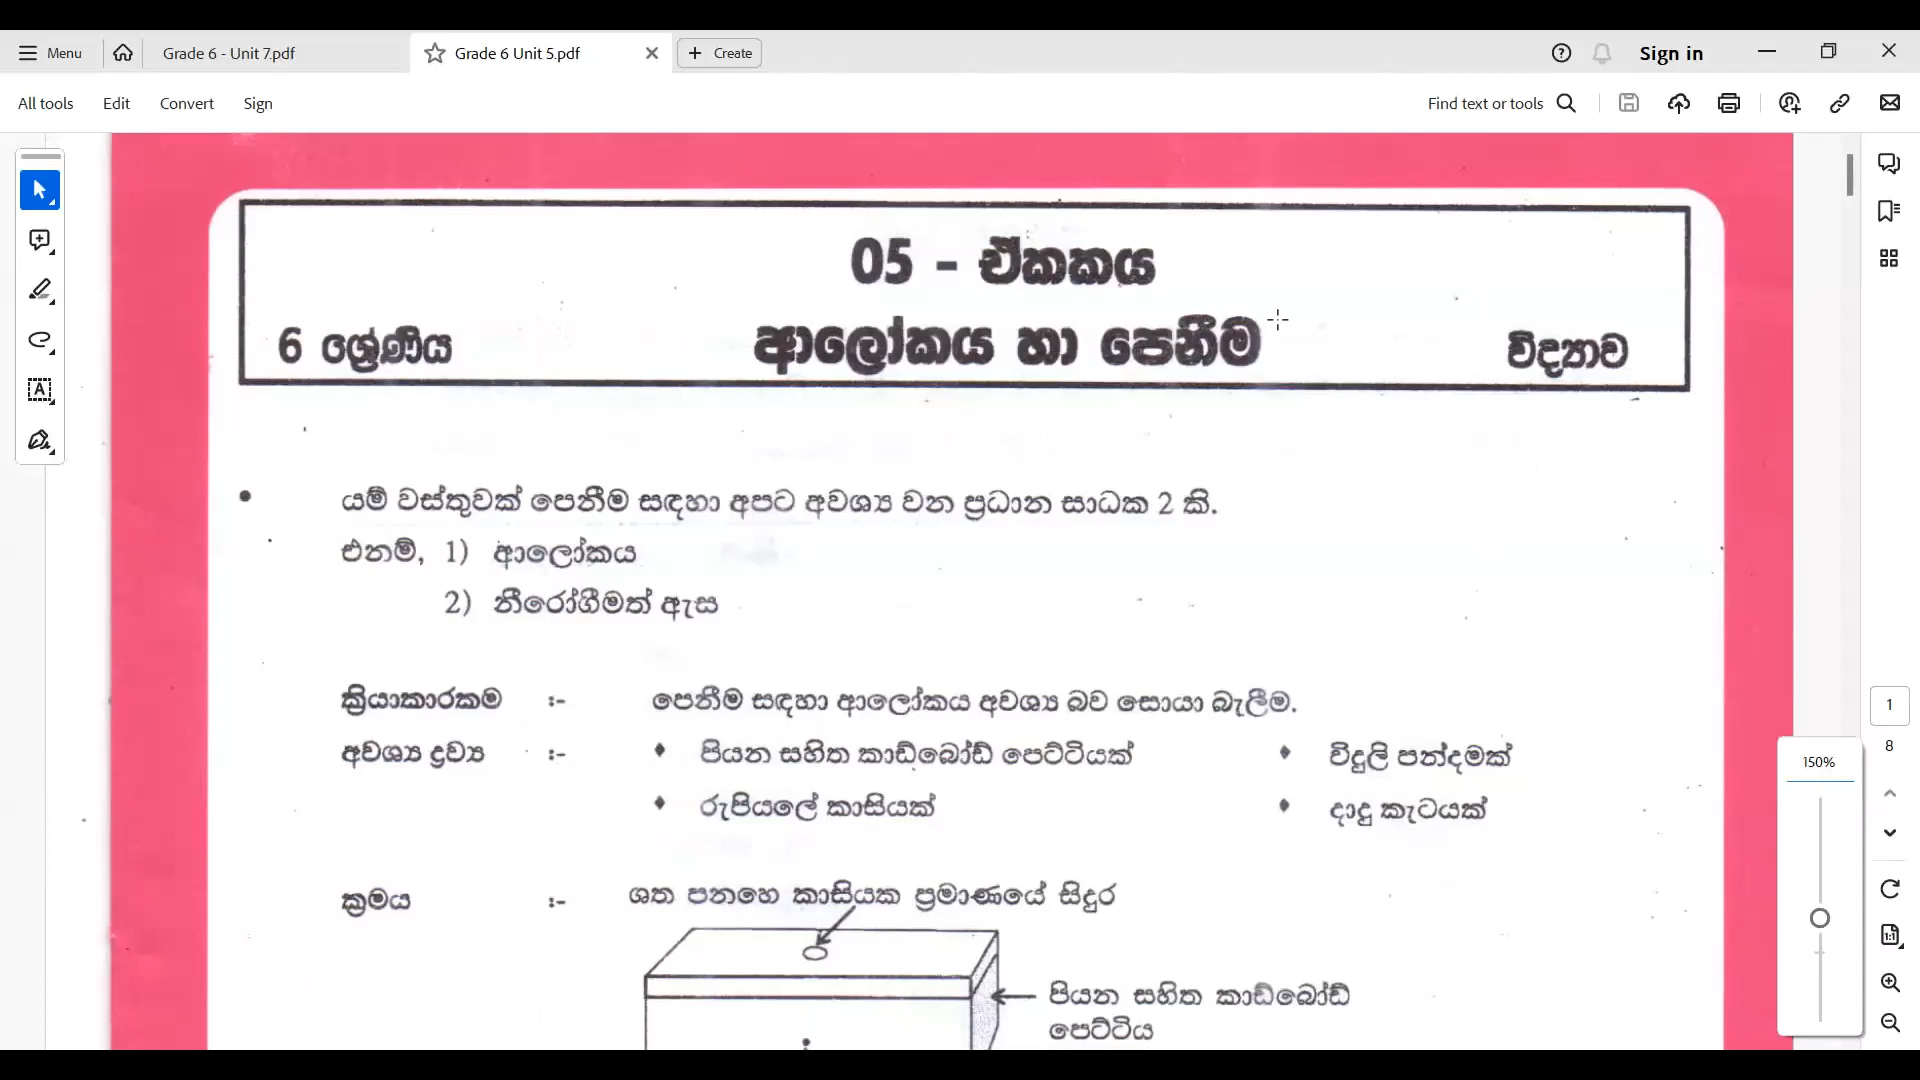 Menu
Grade 6 - Unit 7.pdf
Grade 6 Unit 5.pdf
Create
Sign in
All tools
Edit
Convert
Sign
Find text or tools
05 - ඒකකය
6 ශ්‍රේණිය ආලෝකය හා පෙනීම විද්‍යාව
• යම් වස්තුවක් පෙනීම සඳහා අපට අවශ්‍ය වන ප්‍රධාන සාධක 2 කි.
එනම්, 1) ආලෝකය
2) නීරෝගීමත් ඇස
ක්‍රියාකාරකම :- පෙනීම සඳහා ආලෝකය අවශ්‍ය බව සොයා බැලීම.
අවශ්‍ය ද්‍රව්‍ය :- ♦ පියන සහිත කාඩ්බෝඩ් පෙට්ටියක් ♦ විදුලි පන්දමක්
♦ රුපියලේ කාසියක් ♦ දාදු කැටයක්
ක්‍රමය :- ශත පනහෙ කාසියක ප්‍රමාණයේ සිදුර
පියන සහිත කාඩ්බෝඩ්
පෙට්ටිය
1
8
150%